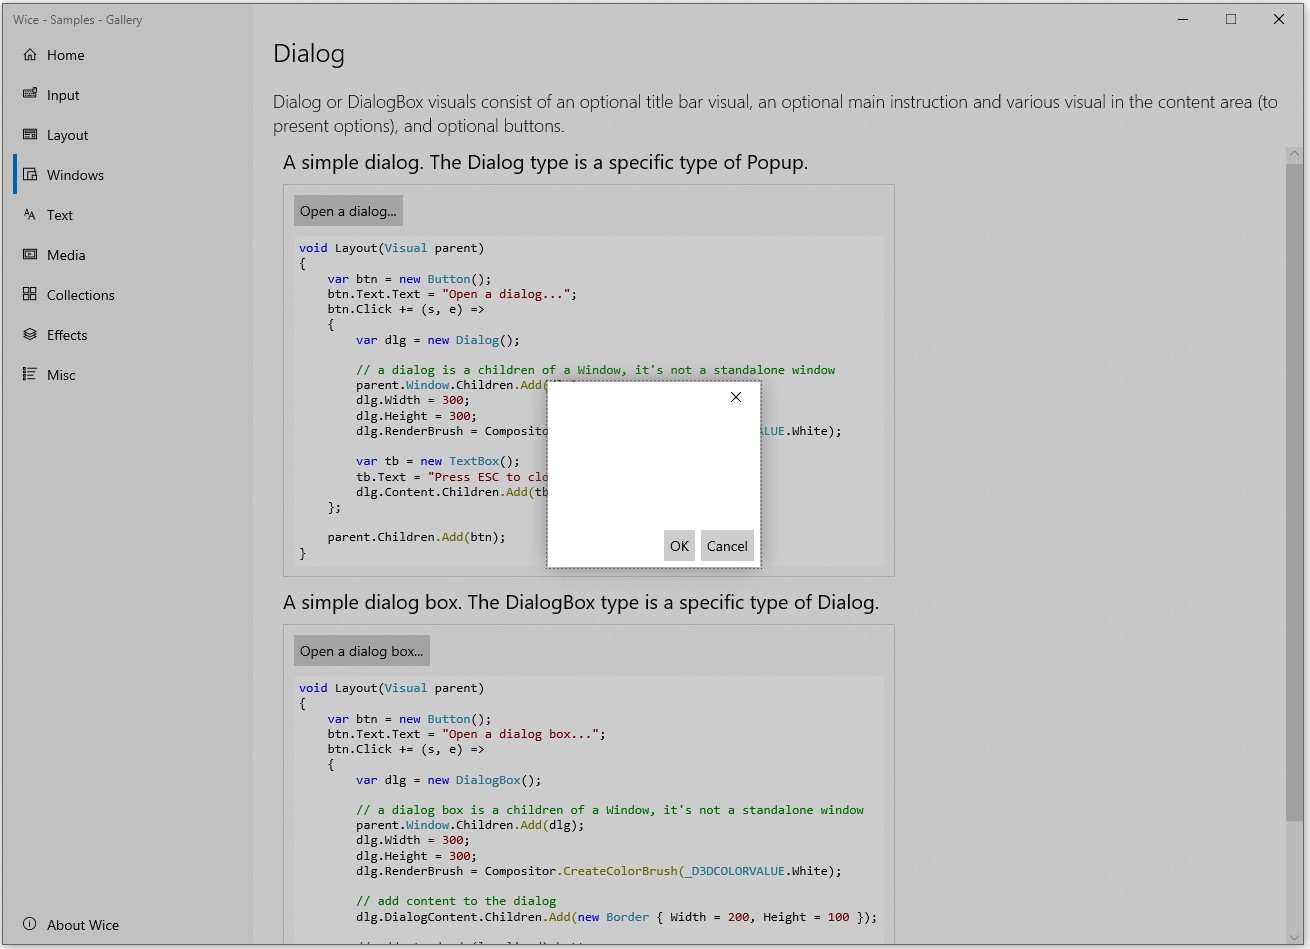 Wice - Samples - Gallery
Home
Input
Layout
Windows
Text
Media
Collections
Effects
Misc
About Wice
Dialog
Dialog or DialogBox visuals consist of an optional title bar visual, an optional main instruction and various visual in the content area (to
present options), and optional buttons.
A simple dialog. The Dialog type is a specific type of Popup.
Open a dialog...
void Layout(Visual parent)
{
    var btn = new Button();
    btn.Text.Text = "Open a dialog...";
    btn.Click += (s, e) =>
    {
        var dlg = new Dialog();
        // a dialog is a children of a Window, it's not a standalone window
        parent.Window.Children.Add(
        dlg.Width = 300;
        dlg.Height = 300;
        dlg.RenderBrush = Composito ALUE.White);
        var tb = new TextBox();
        tb.Text = "Press ESC to clo
        dlg.Content.Children.Add(tb
    };
    parent.Children.Add(btn);
}
OK Cancel
A simple dialog box. The DialogBox type is a specific type of Dialog.
Open a dialog box...
void Layout(Visual parent)
{
    var btn = new Button();
    btn.Text.Text = "Open a dialog box...";
    btn.Click += (s, e) =>
    {
        var dlg = new DialogBox();
        // a dialog box is a children of a Window, it's not a standalone window
        parent.Window.Children.Add(dlg);
        dlg.Width = 300;
        dlg.Height = 300;
        dlg.RenderBrush = Compositor.CreateColorBrush(_D3DCOLORVALUE.White);
        // add content to the dialog
        dlg.DialogContent.Children.Add(new Border { Width = 200, Height = 100 });